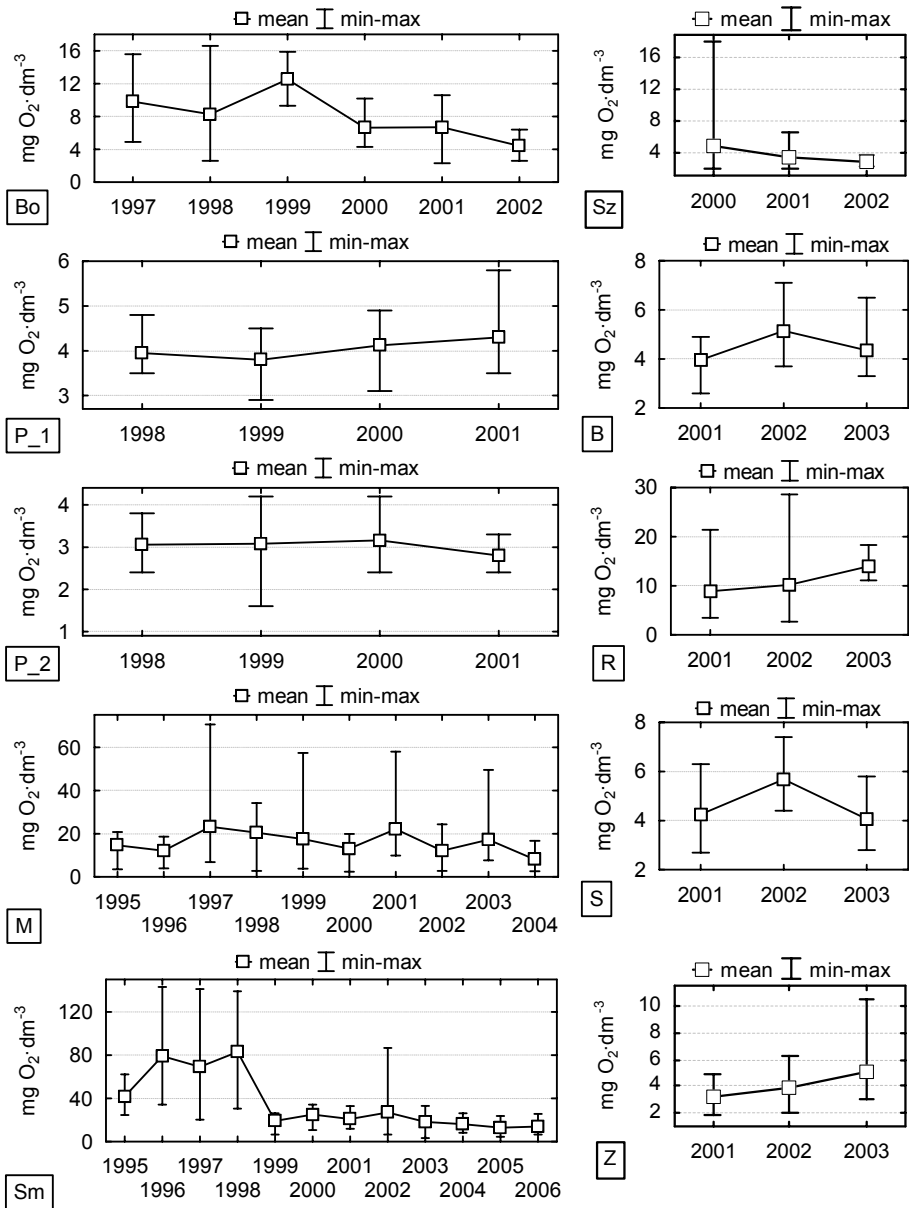 mean min-max
mg O₂·dm⁻³
16
12
8
4
0
1997 1998 1999 2000 2001 2002
Bo
mean min-max
mg O₂·dm⁻³
16
12
8
4
2000 2001 2002
Sz
mean min-max
mg O₂·dm⁻³
6
5
4
3
1998 1999 2000 2001
P_1
mean min-max
mg O₂·dm⁻³
8
6
4
2
2001 2002 2003
B
mean min-max
mg O₂·dm⁻³
4
3
2
1
1998 1999 2000 2001
P_2
mean min-max
mg O₂·dm⁻³
30
20
10
0
2001 2002 2003
R
mean min-max
mg O₂·dm⁻³
60
40
20
0
1995 1997 1999 2001 2003
1996 1998 2000 2002 2004
M
mean min-max
mg O₂·dm⁻³
8
6
4
2
2001 2002 2003
S
mean min-max
mg O₂·dm⁻³
120
80
40
0
1995 1997 1999 2001 2003 2005
1996 1998 2000 2002 2004 2006
Sm
mean min-max
mg O₂·dm⁻³
10
8
6
4
2
2001 2002 2003
Z